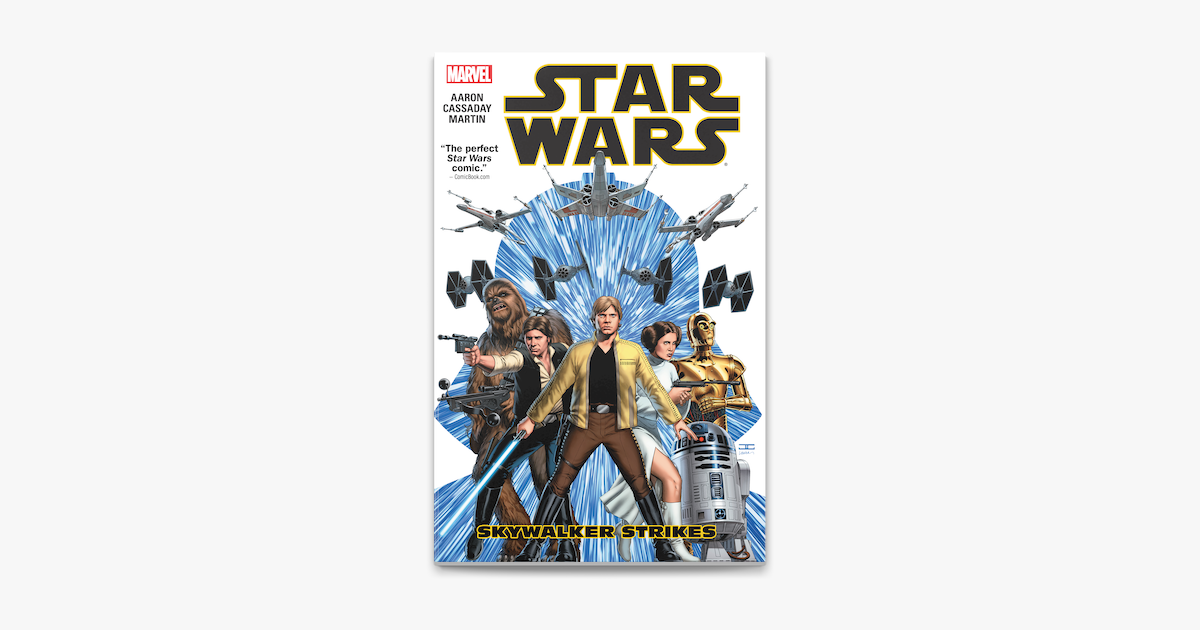 MARVEL
AARON
CASSADAY
MARTIN
“The perfect
Star Wars
comic.”
— ComicBook.com
STAR
WARS
SKYWALKER STRIKES